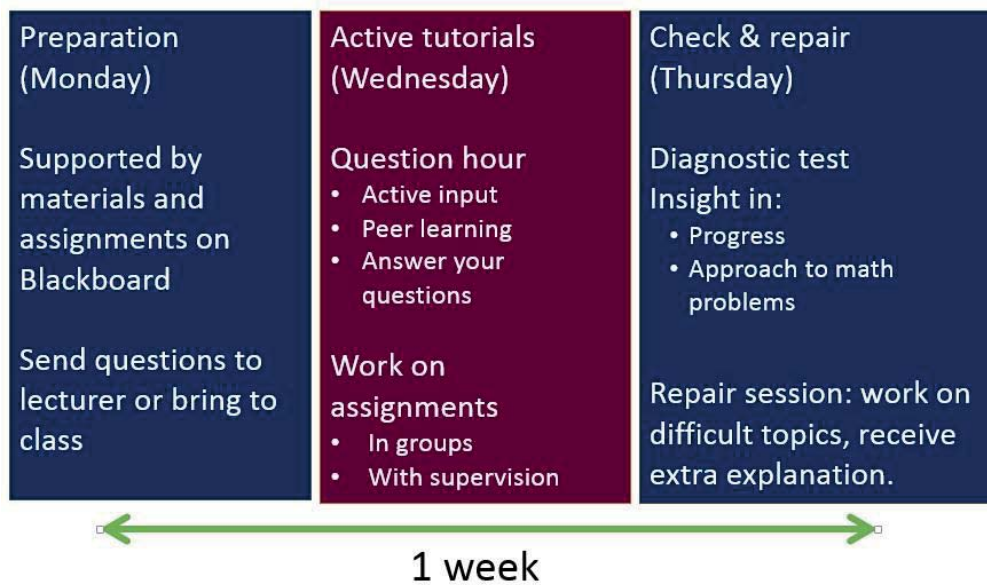 Preparation
(Monday)
Supported by
materials and
assignments on
Blackboard
Send questions to
lecturer or bring to
class
Active tutorials
(Wednesday)
Question hour
• Active input
• Peer learning
• Answer your
questions
Work on
assignments
• In groups
• With supervision
Check & repair
(Thursday)
Diagnostic test
Insight in:
• Progress
• Approach to math
problems
Repair session: work on
difficult topics, receive
extra explanation.
1 week